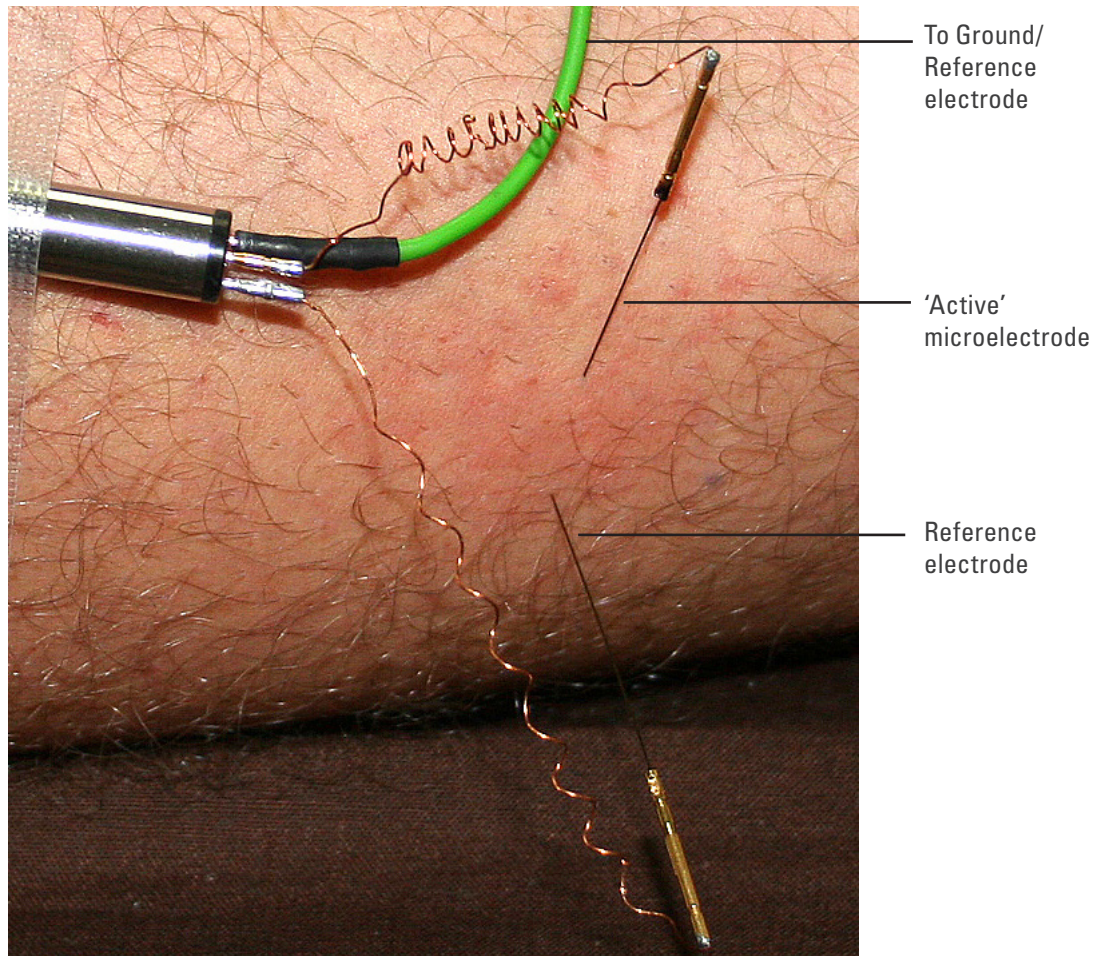 To Ground/
Reference
electrode
‘Active’
microelectrode
Reference
electrode